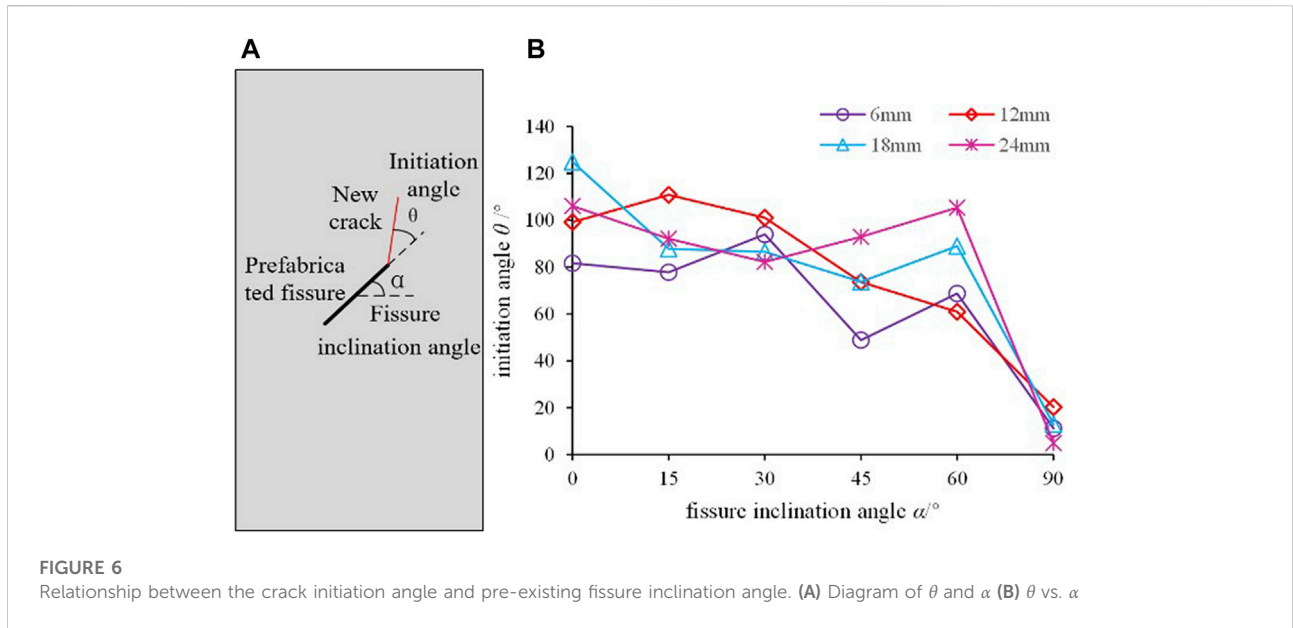 A
Initiation
angle
New
crack
θ
Prefabrica
ted fissure
α
Fissure
inclination angle
B
6mm
12mm
18mm
24mm
initiation angle θ/°
140
120
100
80
60
40
20
0
0 15 30 45 60 90
fissure inclination angle α/°
FIGURE 6
Relationship between the crack initiation angle and pre-existing fissure inclination angle. (A) Diagram of θ and α (B) θ vs. α